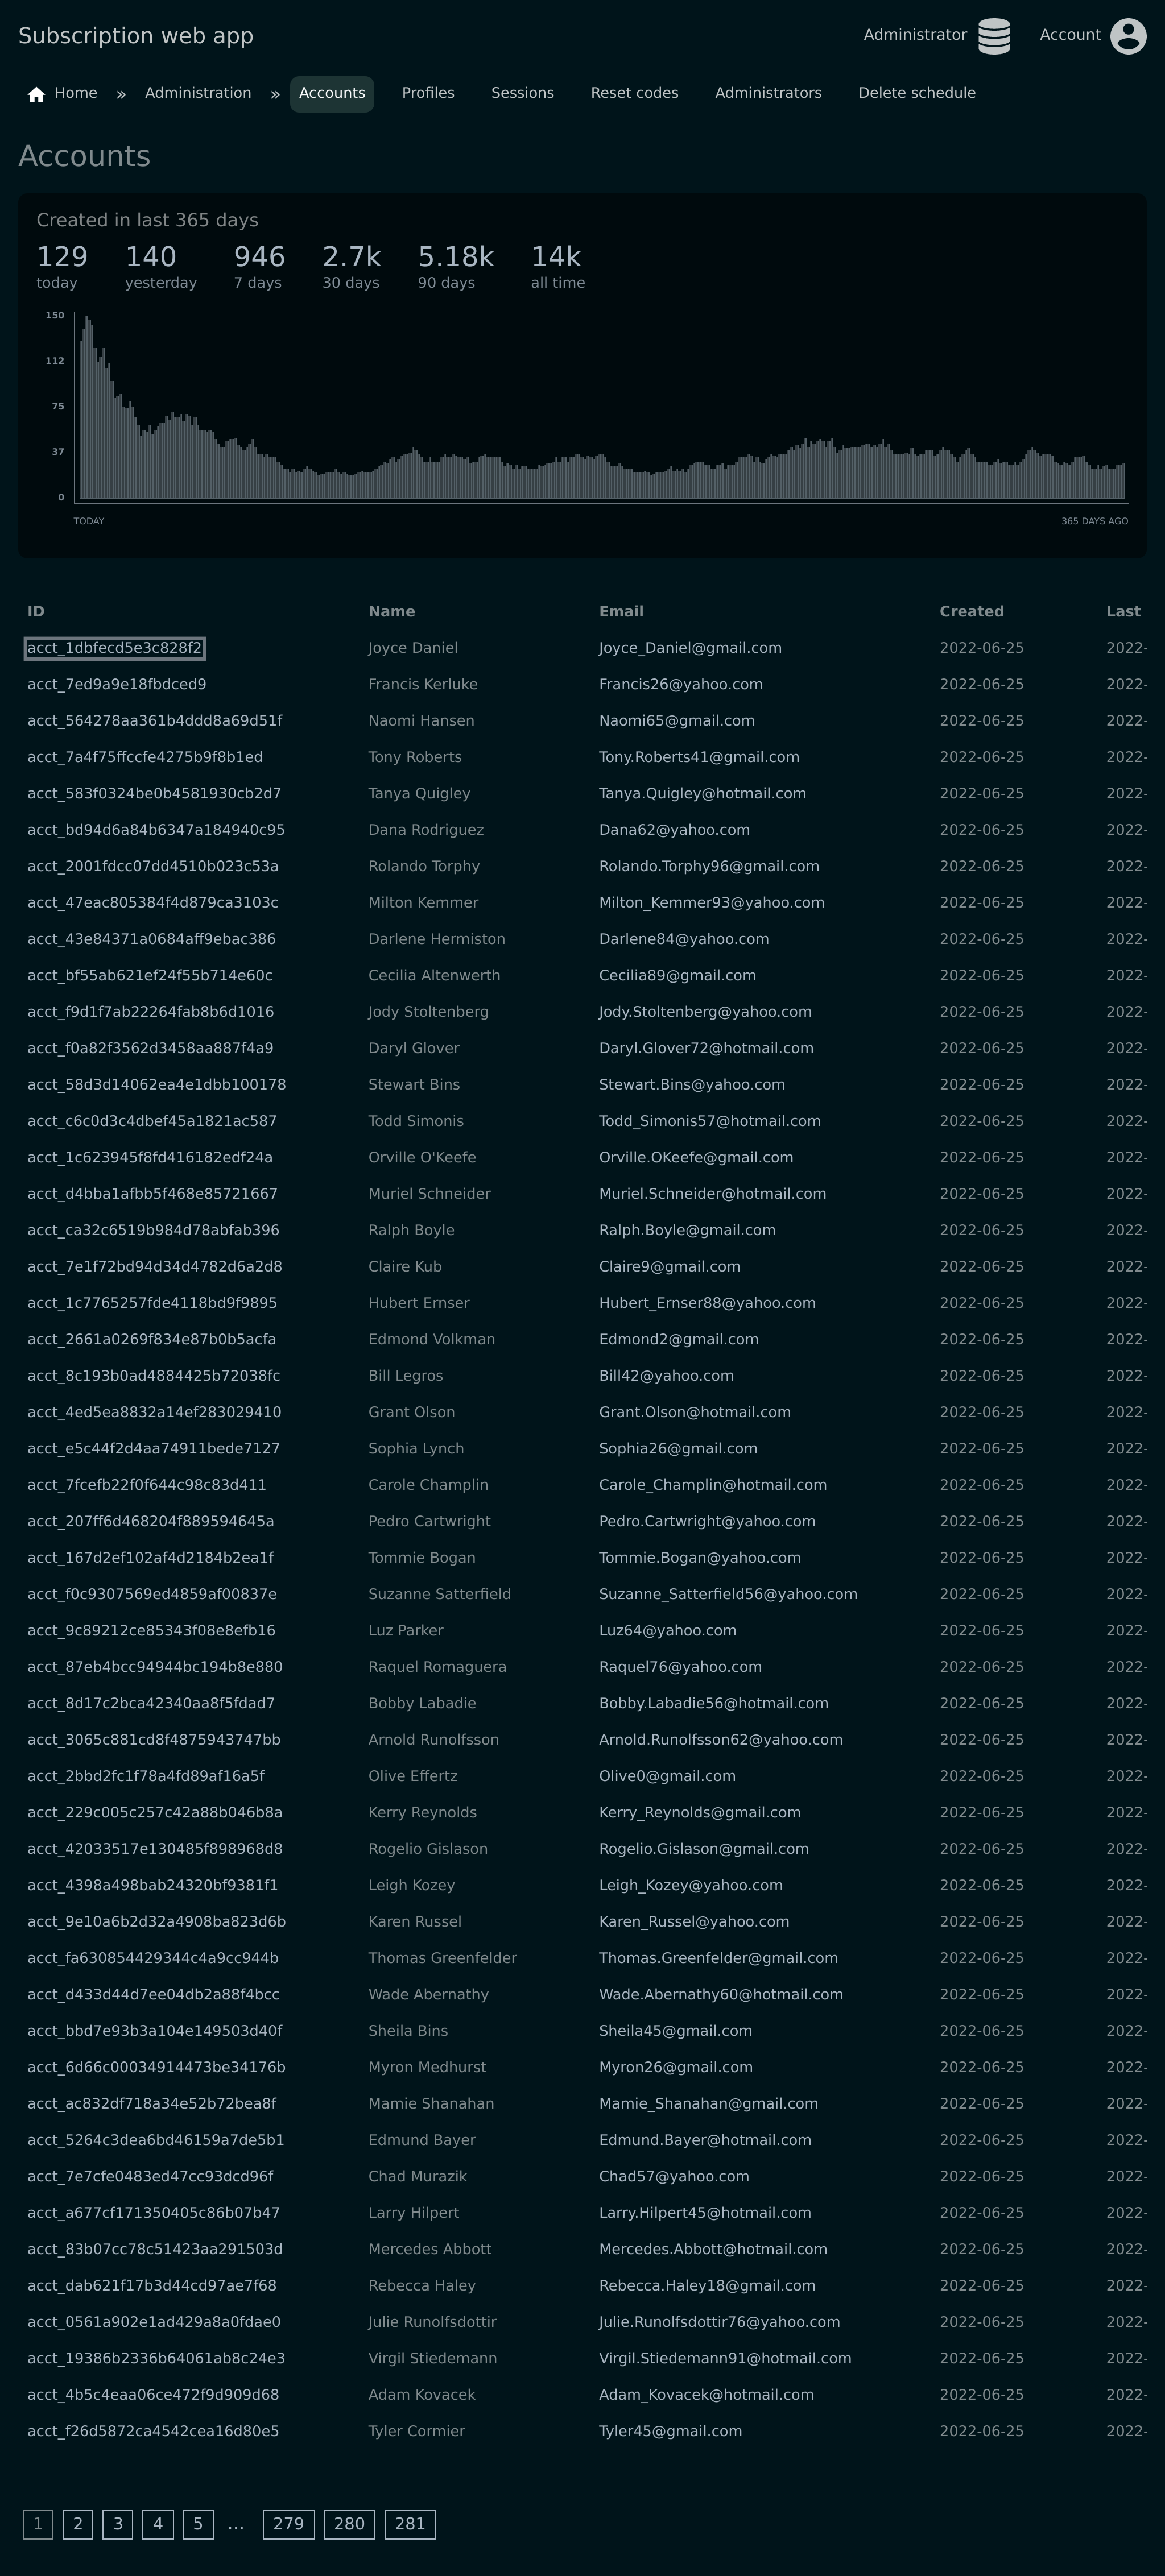 Subscription web app Administrator Account
Home » Administration » Accounts Profiles Sessions Reset codes Administrators Delete schedule
Accounts
Created in last 365 days
129 140 946 2.7k 5.18k 14k
today yesterday 7 days 30 days 90 days all time
150
112
75
37
0
TODAY 365 DAYS AGO
ID Name Email Created Last
acct_1dbfecd5e3c828f2 Joyce Daniel Joyce_Daniel@gmail.com 2022-06-25 2022-
acct_7ed9a9e18fbdced9 Francis Kerluke Francis26@yahoo.com 2022-06-25 2022-
acct_564278aa361b4ddd8a69d51f Naomi Hansen Naomi65@gmail.com 2022-06-25 2022-
acct_7a4f75ffccfe4275b9f8b1ed Tony Roberts Tony.Roberts41@gmail.com 2022-06-25 2022-
acct_583f0324be0b4581930cb2d7 Tanya Quigley Tanya.Quigley@hotmail.com 2022-06-25 2022-
acct_bd94d6a84b6347a184940c95 Dana Rodriguez Dana62@yahoo.com 2022-06-25 2022-
acct_2001fdcc07dd4510b023c53a Rolando Torphy Rolando.Torphy96@gmail.com 2022-06-25 2022-
acct_47eac805384f4d879ca3103c Milton Kemmer Milton_Kemmer93@yahoo.com 2022-06-25 2022-
acct_43e84371a0684aff9ebac386 Darlene Hermiston Darlene84@yahoo.com 2022-06-25 2022-
acct_bf55ab621ef24f55b714e60c Cecilia Altenwerth Cecilia89@gmail.com 2022-06-25 2022-
acct_f9d1f7ab22264fab8b6d1016 Jody Stoltenberg Jody.Stoltenberg@yahoo.com 2022-06-25 2022-
acct_f0a82f3562d3458aa887f4a9 Daryl Glover Daryl.Glover72@hotmail.com 2022-06-25 2022-
acct_58d3d14062ea4e1dbb100178 Stewart Bins Stewart.Bins@yahoo.com 2022-06-25 2022-
acct_c6c0d3c4dbef45a1821ac587 Todd Simonis Todd_Simonis57@hotmail.com 2022-06-25 2022-
acct_1c623945f8fd416182edf24a Orville O'Keefe Orville.OKeefe@gmail.com 2022-06-25 2022-
acct_d4bba1afbb5f468e85721667 Muriel Schneider Muriel.Schneider@hotmail.com 2022-06-25 2022-
acct_ca32c6519b984d78abfab396 Ralph Boyle Ralph.Boyle@gmail.com 2022-06-25 2022-
acct_7e1f72bd94d34d4782d6a2d8 Claire Kub Claire9@gmail.com 2022-06-25 2022-
acct_1c7765257fde4118bd9f9895 Hubert Ernser Hubert_Ernser88@yahoo.com 2022-06-25 2022-
acct_2661a0269f834e87b0b5acfa Edmond Volkman Edmond2@gmail.com 2022-06-25 2022-
acct_8c193b0ad4884425b72038fc Bill Legros Bill42@yahoo.com 2022-06-25 2022-
acct_4ed5ea8832a14ef283029410 Grant Olson Grant.Olson@hotmail.com 2022-06-25 2022-
acct_e5c44f2d4aa74911bede7127 Sophia Lynch Sophia26@gmail.com 2022-06-25 2022-
acct_7fcefb22f0f644c98c83d411 Carole Champlin Carole_Champlin@hotmail.com 2022-06-25 2022-
acct_207ff6d468204f889594645a Pedro Cartwright Pedro.Cartwright@yahoo.com 2022-06-25 2022-
acct_167d2ef102af4d2184b2ea1f Tommie Bogan Tommie.Bogan@yahoo.com 2022-06-25 2022-
acct_f0c9307569ed4859af00837e Suzanne Satterfield Suzanne_Satterfield56@yahoo.com 2022-06-25 2022-
acct_9c89212ce85343f08e8efb16 Luz Parker Luz64@yahoo.com 2022-06-25 2022-
acct_87eb4bcc94944bc194b8e880 Raquel Romaguera Raquel76@yahoo.com 2022-06-25 2022-
acct_8d17c2bca42340aa8f5fdad7 Bobby Labadie Bobby.Labadie56@hotmail.com 2022-06-25 2022-
acct_3065c881cd8f4875943747bb Arnold Runolfsson Arnold.Runolfsson62@yahoo.com 2022-06-25 2022-
acct_2bbd2fc1f78a4fd89af16a5f Olive Effertz Olive0@gmail.com 2022-06-25 2022-
acct_229c005c257c42a88b046b8a Kerry Reynolds Kerry_Reynolds@gmail.com 2022-06-25 2022-
acct_42033517e130485f898968d8 Rogelio Gislason Rogelio.Gislason@gmail.com 2022-06-25 2022-
acct_4398a498bab24320bf9381f1 Leigh Kozey Leigh_Kozey@yahoo.com 2022-06-25 2022-
acct_9e10a6b2d32a4908ba823d6b Karen Russel Karen_Russel@yahoo.com 2022-06-25 2022-
acct_fa630854429344c4a9cc944b Thomas Greenfelder Thomas.Greenfelder@gmail.com 2022-06-25 2022-
acct_d433d44d7ee04db2a88f4bcc Wade Abernathy Wade.Abernathy60@hotmail.com 2022-06-25 2022-
acct_bbd7e93b3a104e149503d40f Sheila Bins Sheila45@gmail.com 2022-06-25 2022-
acct_6d66c00034914473be34176b Myron Medhurst Myron26@gmail.com 2022-06-25 2022-
acct_ac832df718a34e52b72bea8f Mamie Shanahan Mamie_Shanahan@gmail.com 2022-06-25 2022-
acct_5264c3dea6bd46159a7de5b1 Edmund Bayer Edmund.Bayer@hotmail.com 2022-06-25 2022-
acct_7e7cfe0483ed47cc93dcd96f Chad Murazik Chad57@yahoo.com 2022-06-25 2022-
acct_a677cf171350405c86b07b47 Larry Hilpert Larry.Hilpert45@hotmail.com 2022-06-25 2022-
acct_83b07cc78c51423aa291503d Mercedes Abbott Mercedes.Abbott@hotmail.com 2022-06-25 2022-
acct_dab621f17b3d44cd97ae7f68 Rebecca Haley Rebecca.Haley18@gmail.com 2022-06-25 2022-
acct_0561a902e1ad429a8a0fdae0 Julie Runolfsdottir Julie.Runolfsdottir76@yahoo.com 2022-06-25 2022-
acct_19386b2336b64061ab8c24e3 Virgil Stiedemann Virgil.Stiedemann91@hotmail.com 2022-06-25 2022-
acct_4b5c4eaa06ce472f9d909d68 Adam Kovacek Adam_Kovacek@hotmail.com 2022-06-25 2022-
acct_f26d5872ca4542cea16d80e5 Tyler Cormier Tyler45@gmail.com 2022-06-25 2022-
1 2 3 4 5 ... 279 280 281